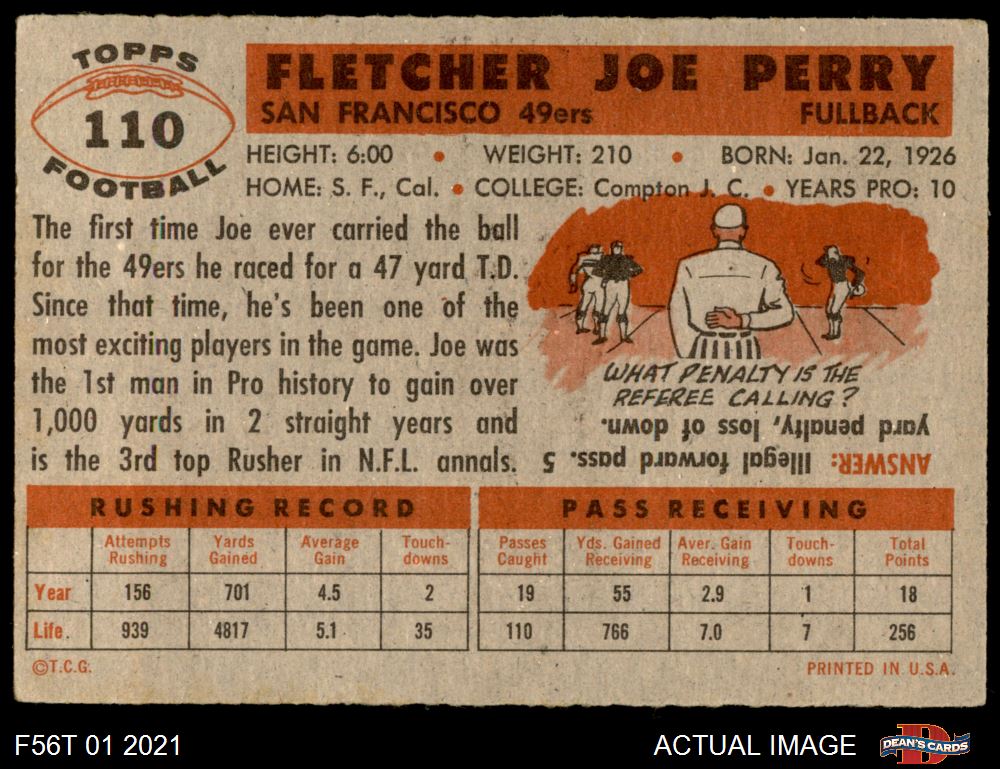 TOPPS
110
FOOTBALL
FLETCHER JOE PERRY
SAN FRANCISCO 49ers FULLBACK
HEIGHT: 6:00 • WEIGHT: 210 • BORN: Jan. 22, 1926
HOME: S. F., Cal. • COLLEGE: Compton J. C. • YEARS PRO: 10
The first time Joe ever carried the ball
for the 49ers he raced for a 47 yard T.D.
Since that time, he's been one of the
most exciting players in the game. Joe was
the 1st man in Pro history to gain over
1,000 yards in 2 straight years and
is the 3rd top Rusher in N.F.L. annals.
WHAT PENALTY IS THE
REFEREE CALLING?
ANSWER: Illegal forward pass. 5
yard penalty, loss of down.
RUSHING RECORD
Attempts Rushing Yards Gained Average Gain Touch-downs
Year 156 701 4.5 2
Life. 939 4817 5.1 35
PASS RECEIVING
Passes Caught Yds. Gained Receiving Aver. Gain Receiving Touch-downs Total Points
19 55 2.9 1 18
110 766 7.0 7 256
©T.C.G. PRINTED IN U.S.A.
F56T 01 2021 ACTUAL IMAGE DEAN'S CARDS